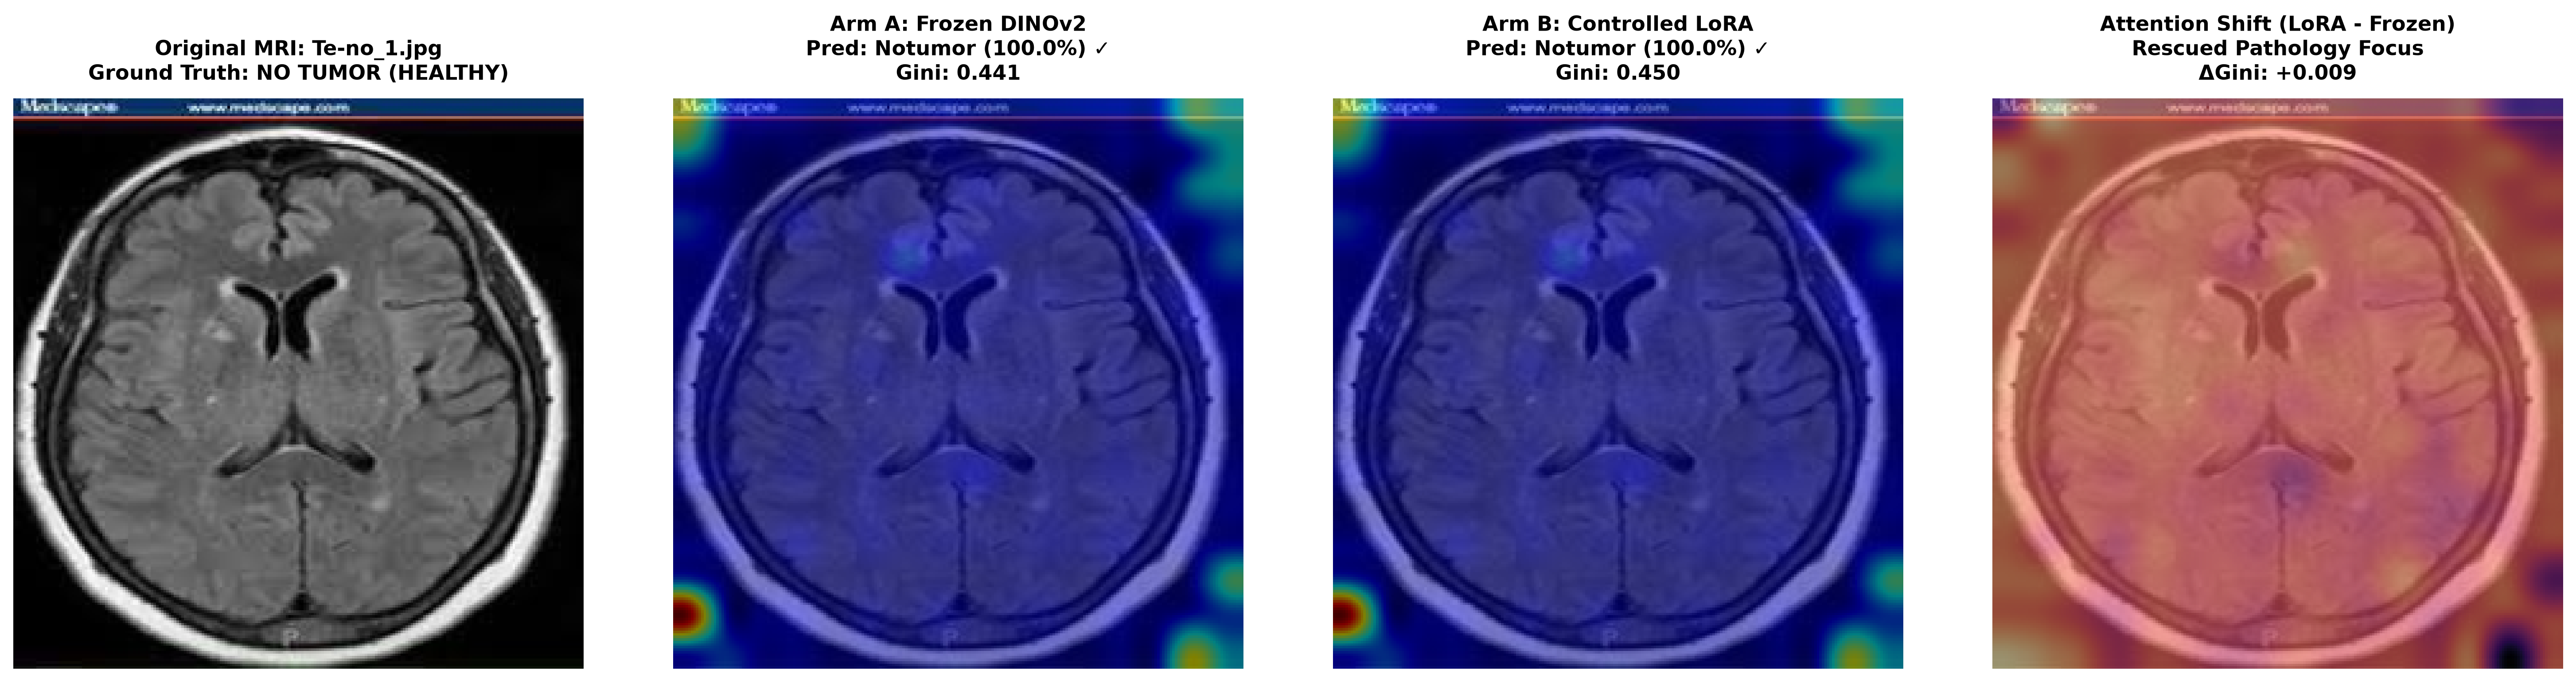 Original MRI: Te-no_1.jpg
Ground Truth: NO TUMOR (HEALTHY)
Medscape® www.medscape.com
P
Arm A: Frozen DINOv2
Pred: Notumor (100.0%) ✓
Gini: 0.441
Medscape® www.medscape.com
P
Arm B: Controlled LoRA
Pred: Notumor (100.0%) ✓
Gini: 0.450
Medscape® www.medscape.com
P
Attention Shift (LoRA - Frozen)
Rescued Pathology Focus
ΔGini: +0.009
Medscape® www.medscape.com
P